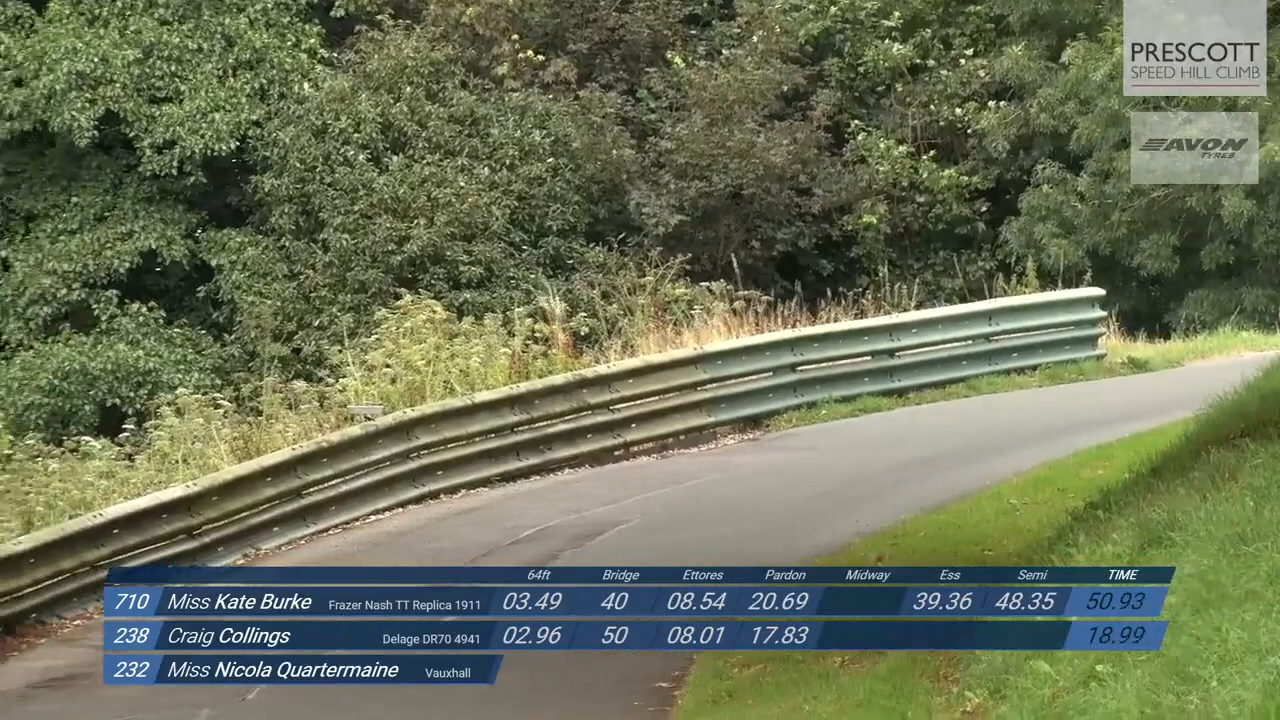 PRESCOTT
SPEED HILL CLIMB
AVON
TYRES
64ft Bridge Ettores Pardon Midway Ess Semi TIME
710 Miss Kate Burke Frazer Nash TT Replica 1911 03.49 40 08.54 20.69 39.36 48.35 50.93
238 Craig Collings Delage DR70 4941 02.96 50 08.01 17.83 18.99
232 Miss Nicola Quartermaine Vauxhall